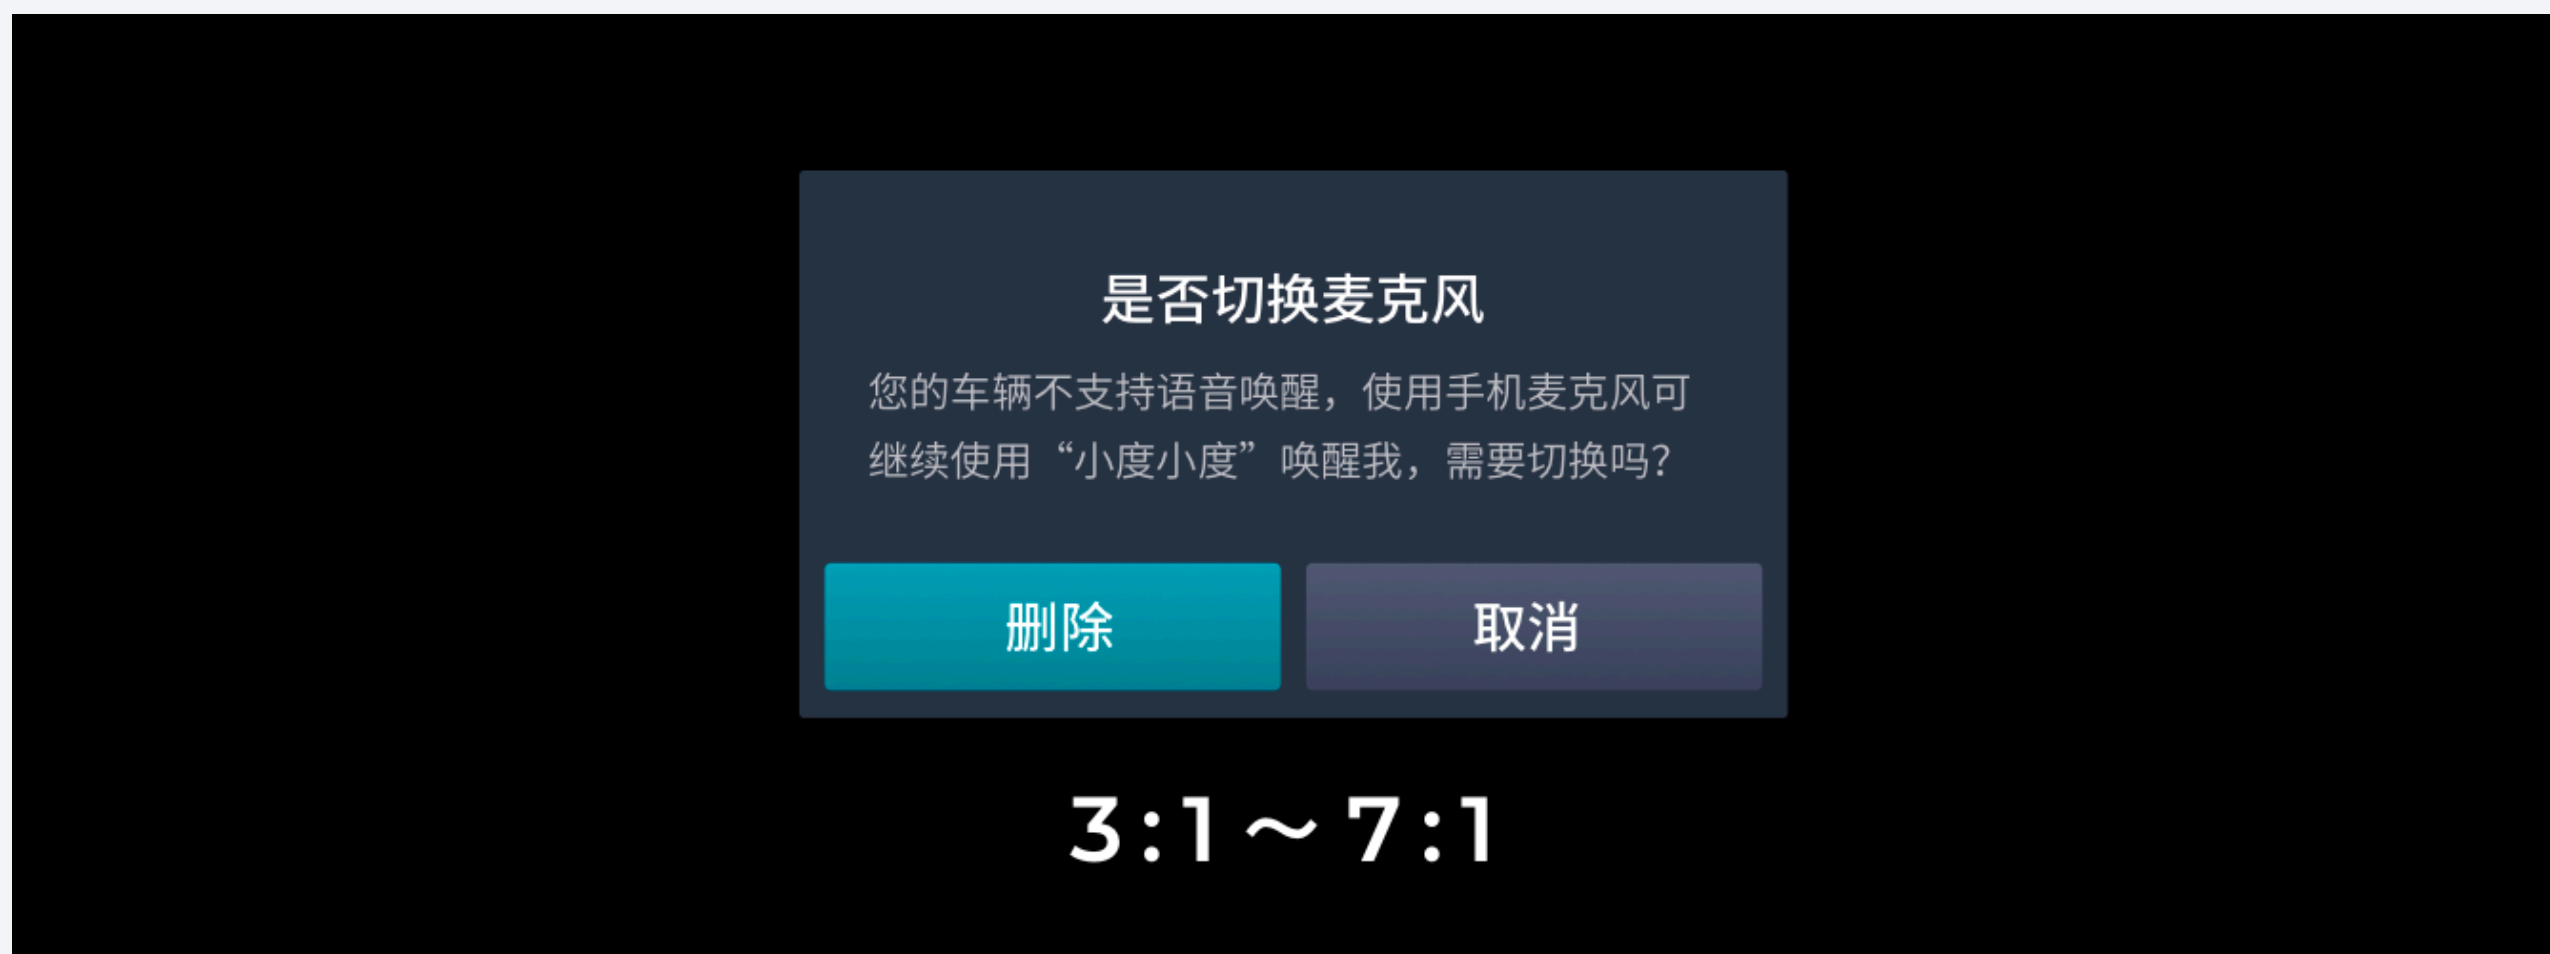 是否切换麦克风
您的车辆不支持语音唤醒，使用手机麦克风可
继续使用“小度小度”唤醒我，需要切换吗？
删除
取消
3:1～7:1